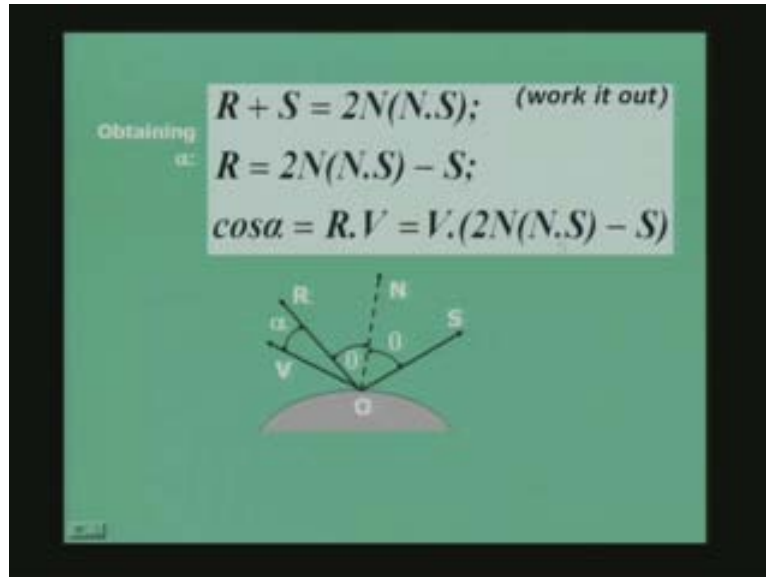 R + S = 2N(N.S); (work it out)
Obtaining
α:
R = 2N(N.S) – S;
cosα = R.V = V.(2N(N.S) – S)
R N
S
α
θ θ
V
O